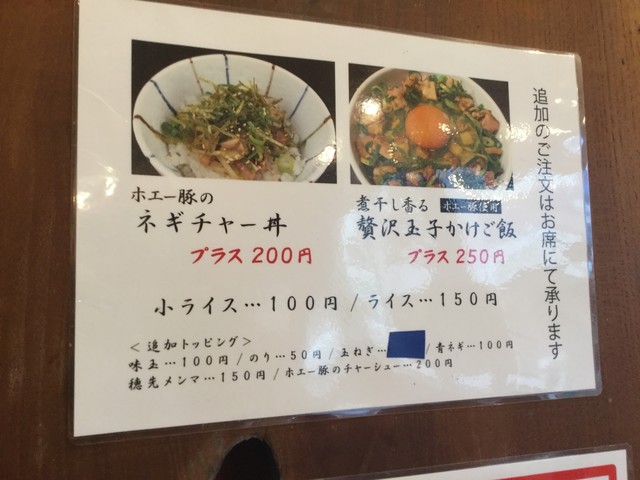 ホエー豚の
ネギチャー丼
プラス200円
煮干し香る ホエー豚使用
贅沢玉子かけご飯
プラス250円
小ライス…100円 / ライス…150円
<追加トッピング>
味玉…100円 / のり…50円 / 玉ねぎ… / 青ネギ…100円
穂先メンマ…150円 / ホエー豚のチャーシュー…200円
追加のご注文はお席にて承ります